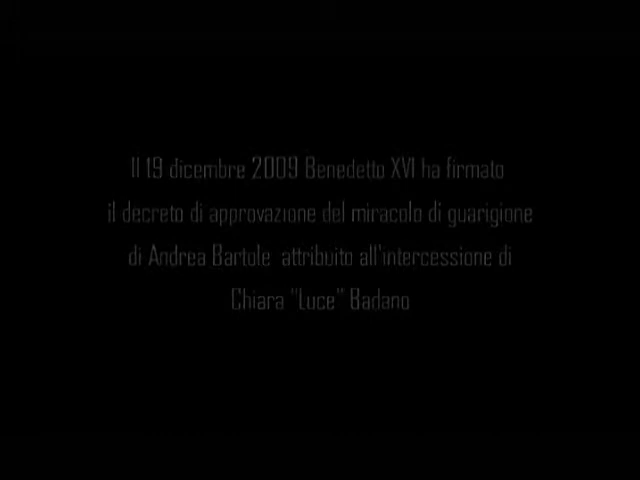 Il 19 dicembre 2009 Benedetto XVI ha firmato
il decreto di approvazione del miracolo di guarigione
di Andrea Bartole attribuito all'intercessione di
Chiara "Luce" Badano